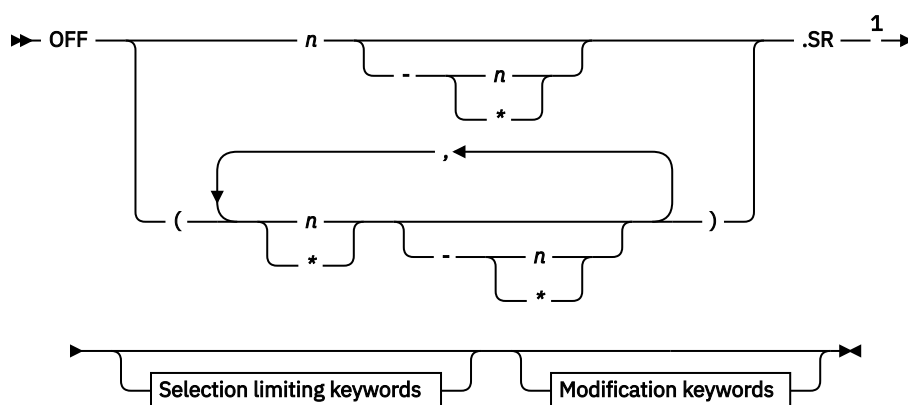 OFF n .SR 1
- n
*
,
( n )
* - n
*
Selection limiting keywords Modification keywords